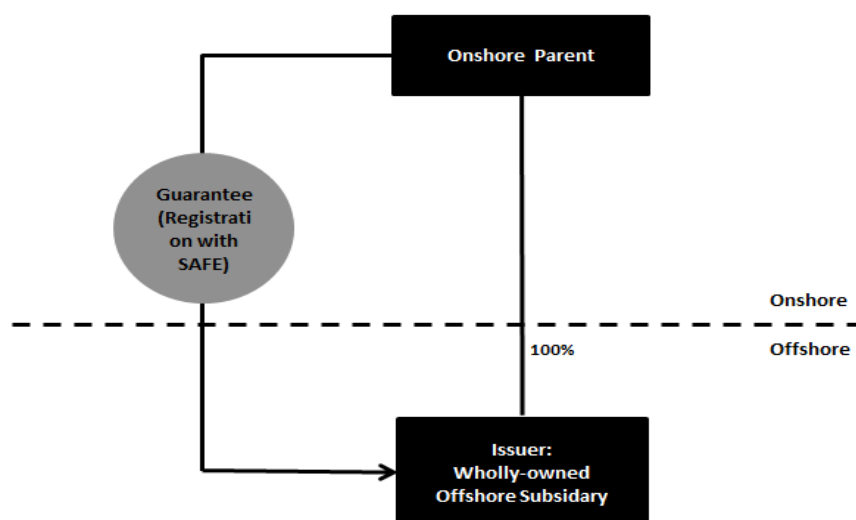 Onshore Parent
Guarantee
(Registrati
on with
SAFE)
Onshore
100%
Offshore
Issuer:
Wholly-owned
Offshore Subsidary